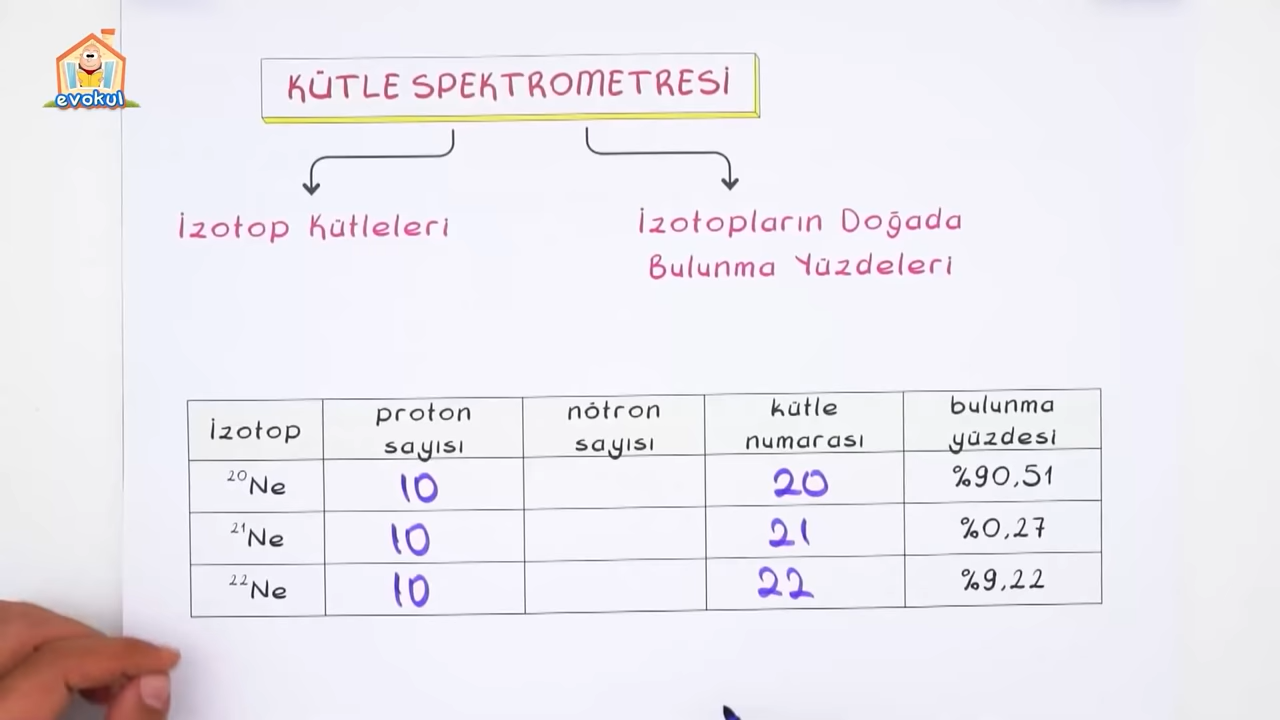 evokul
KÜTLE SPEKTROMETRESİ
İzotop Kütleleri
İzotopların Doğada
Bulunma Yüzdeleri
İzotop
proton
sayısı
nötron
sayısı
kütle
numarası
bulunma
yüzdesi
²⁰Ne 10 20 %90,51
²¹Ne 10 21 %0,27
²²Ne 10 22 %9,22